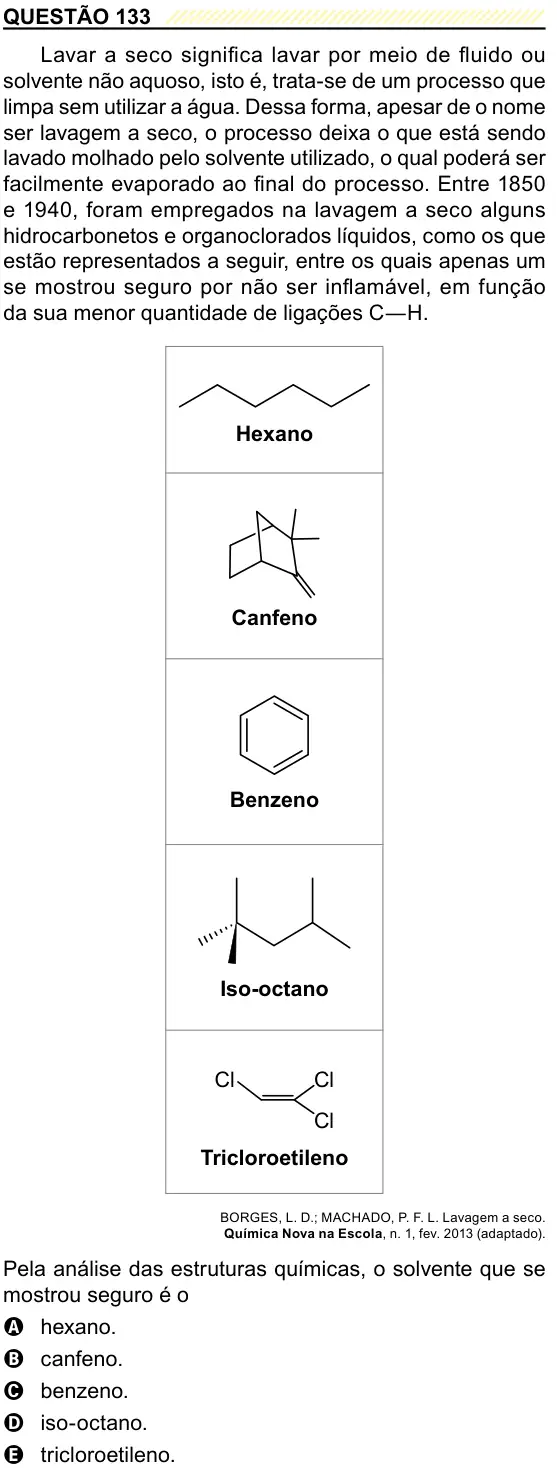 QUESTÃO 133
Lavar a seco significa lavar por meio de fluido ou
solvente não aquoso, isto é, trata-se de um processo que
limpa sem utilizar a água. Dessa forma, apesar de o nome
ser lavagem a seco, o processo deixa o que está sendo
lavado molhado pelo solvente utilizado, o qual poderá ser
facilmente evaporado ao final do processo. Entre 1850
e 1940, foram empregados na lavagem a seco alguns
hidrocarbonetos e organoclorados líquidos, como os que
estão representados a seguir, entre os quais apenas um
se mostrou seguro por não ser inflamável, em função
da sua menor quantidade de ligações C—H.
Hexano
Canfeno
Benzeno
Iso-octano
Cl Cl
Cl
Tricloroetileno
BORGES, L. D.; MACHADO, P. F. L. Lavagem a seco.
Química Nova na Escola, n. 1, fev. 2013 (adaptado).
Pela análise das estruturas químicas, o solvente que se
mostrou seguro é o
A hexano.
B canfeno.
C benzeno.
D iso-octano.
E tricloroetileno.